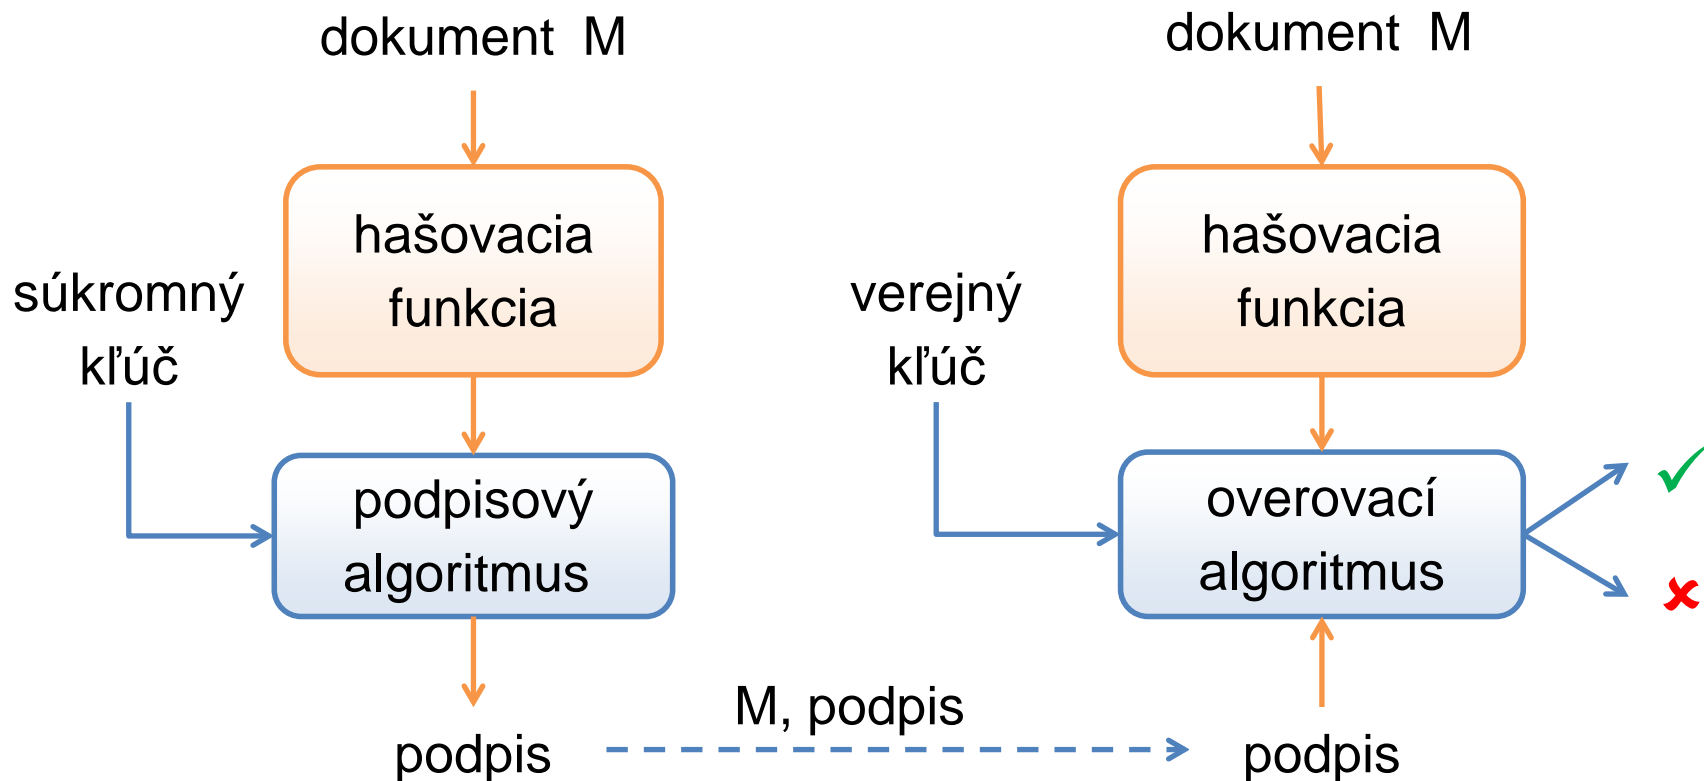 dokument M
hašovacia
funkcia
súkromný
kľúč
podpisový
algoritmus
podpis
M, podpis
dokument M
hašovacia
funkcia
verejný
kľúč
overovací
algoritmus
podpis